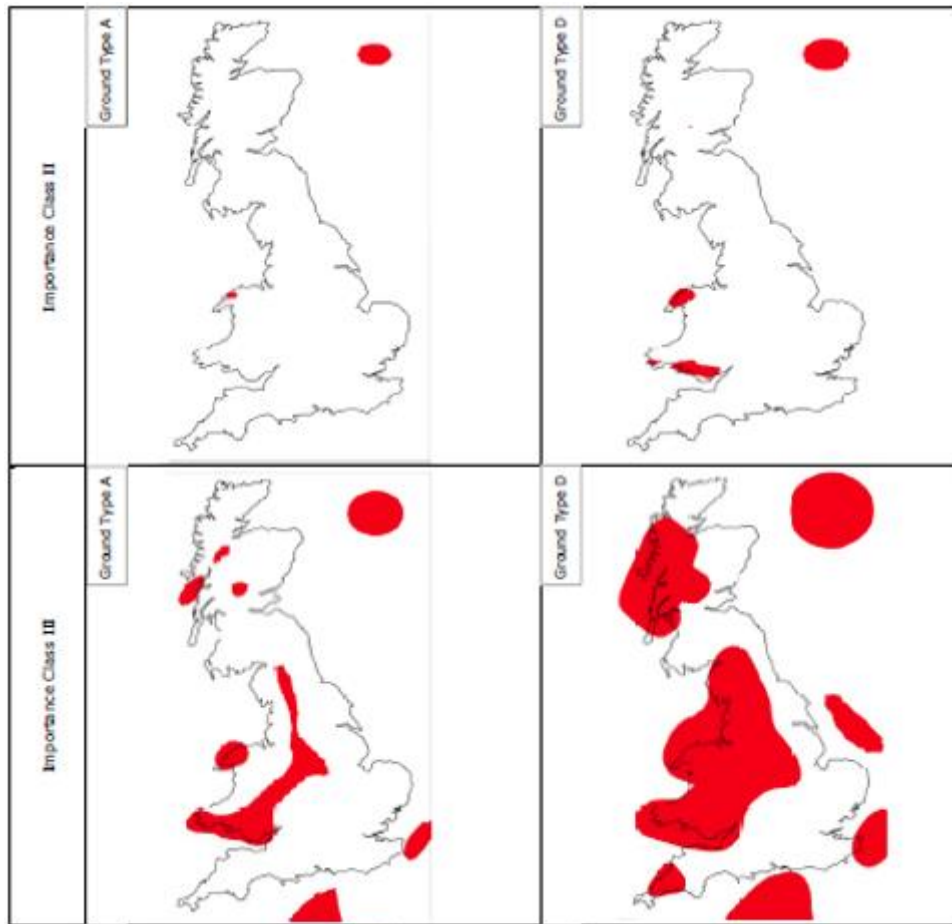 Importance Class II
Ground Type A
Ground Type D
Importance Class III
Ground Type A
Ground Type D